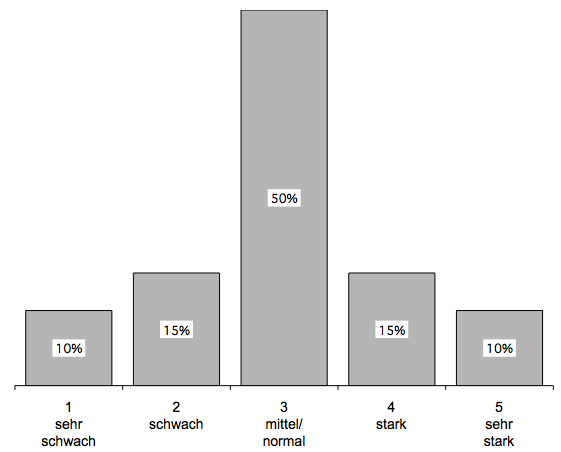 50%
15%
15%
10%
10%
1
sehr
schwach
2
schwach
3
mittel/
normal
4
stark
5
sehr
stark